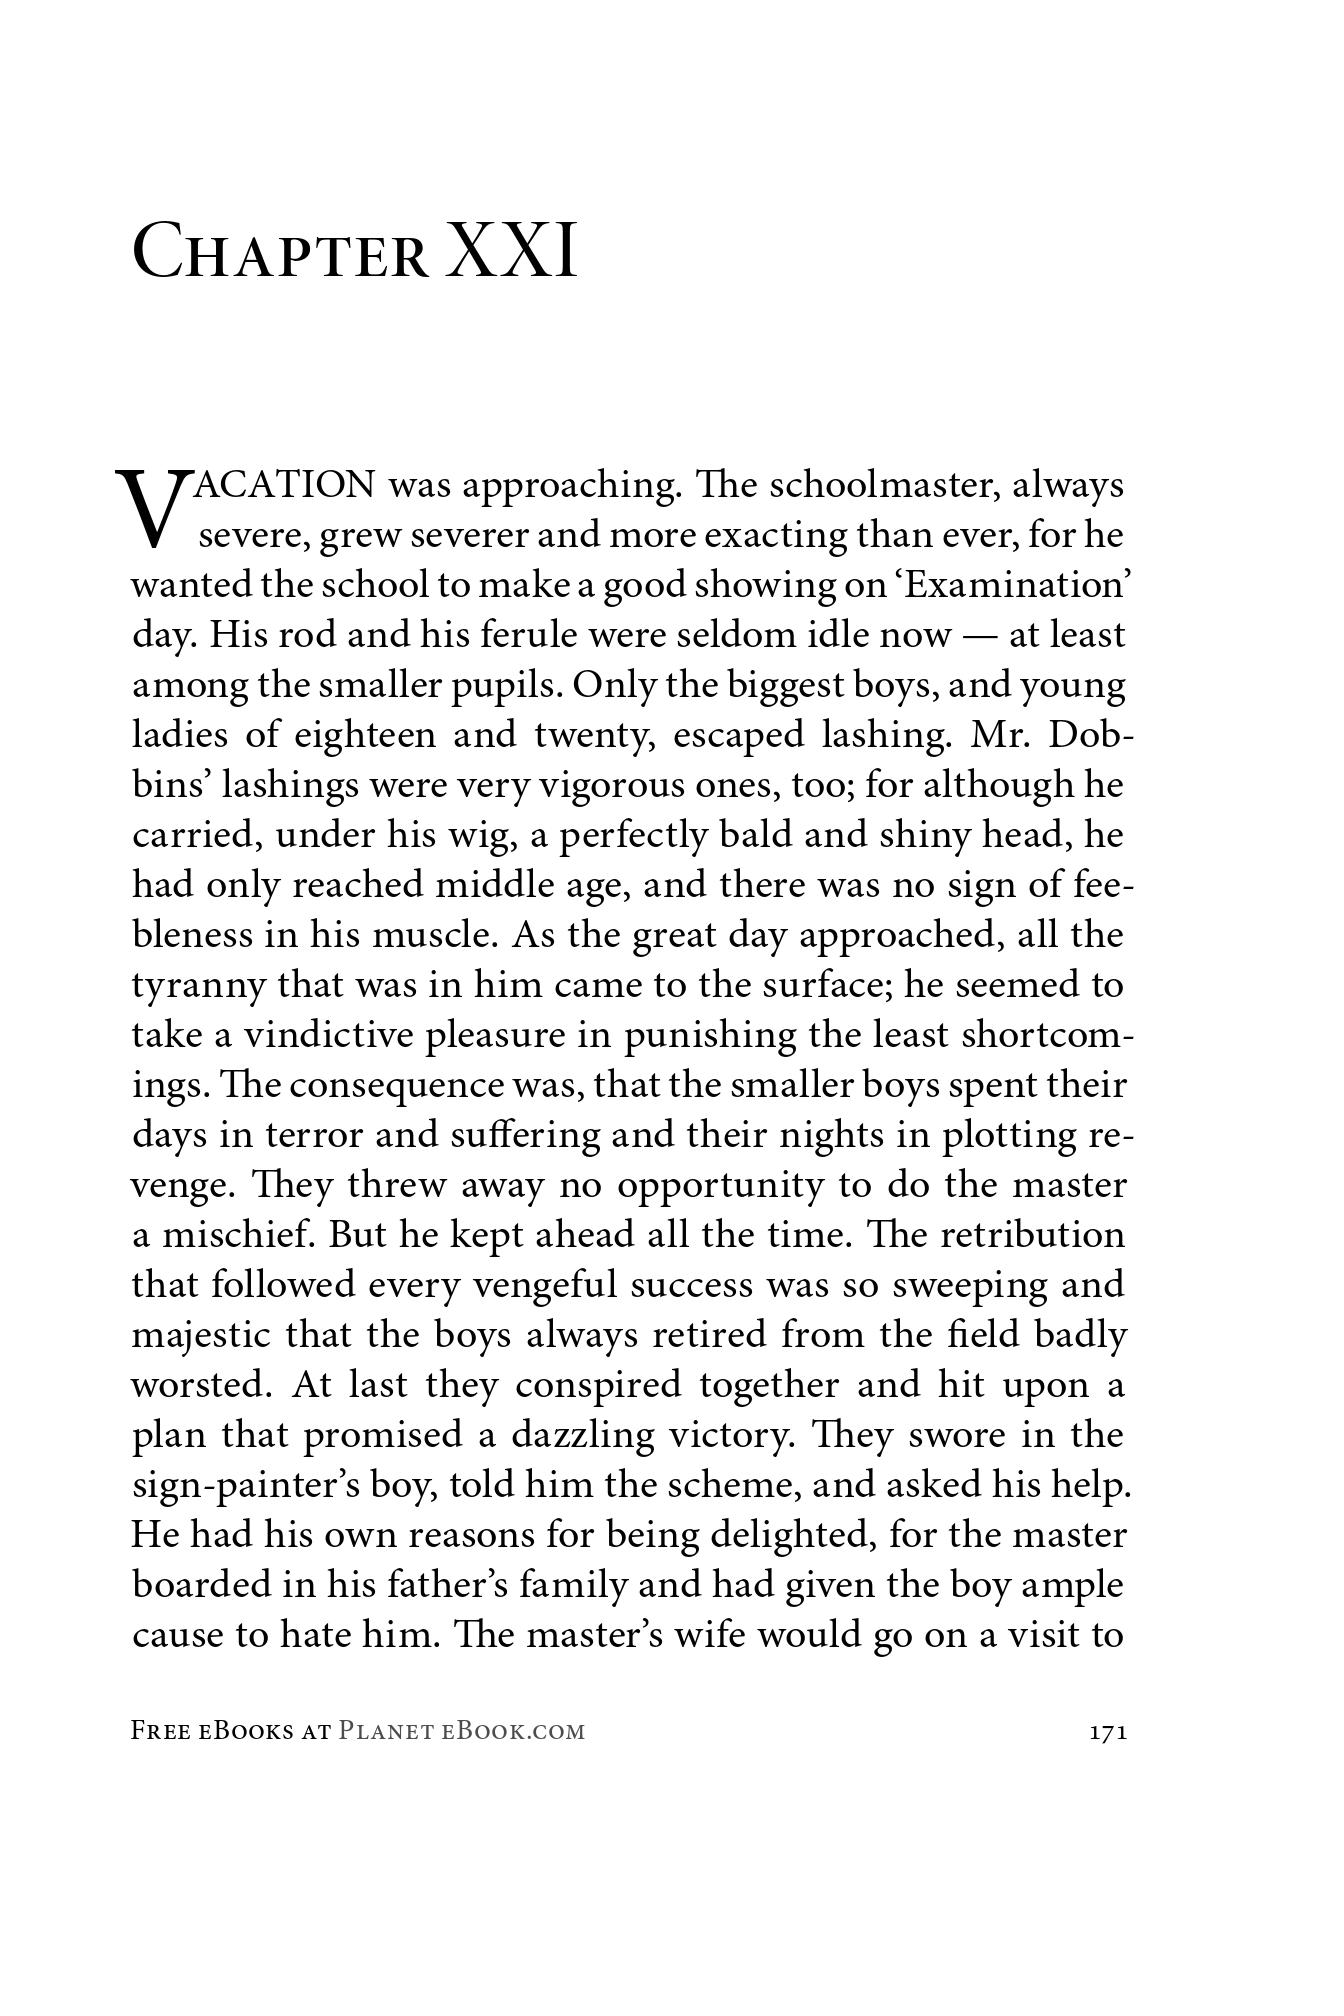 CHAPTER XXI
VACATION was approaching. The schoolmaster, always
severe, grew severer and more exacting than ever, for he
wanted the school to make a good showing on ‘Examination’
day. His rod and his ferule were seldom idle now — at least
among the smaller pupils. Only the biggest boys, and young
ladies of eighteen and twenty, escaped lashing. Mr. Dob-
bins’ lashings were very vigorous ones, too; for although he
carried, under his wig, a perfectly bald and shiny head, he
had only reached middle age, and there was no sign of fee-
bleness in his muscle. As the great day approached, all the
tyranny that was in him came to the surface; he seemed to
take a vindictive pleasure in punishing the least shortcom-
ings. The consequence was, that the smaller boys spent their
days in terror and suffering and their nights in plotting re-
venge. They threw away no opportunity to do the master
a mischief. But he kept ahead all the time. The retribution
that followed every vengeful success was so sweeping and
majestic that the boys always retired from the field badly
worsted. At last they conspired together and hit upon a
plan that promised a dazzling victory. They swore in the
sign-painter’s boy, told him the scheme, and asked his help.
He had his own reasons for being delighted, for the master
boarded in his father’s family and had given the boy ample
cause to hate him. The master’s wife would go on a visit to
FREE EBOOKS AT PLANET EBOOK.COM 171